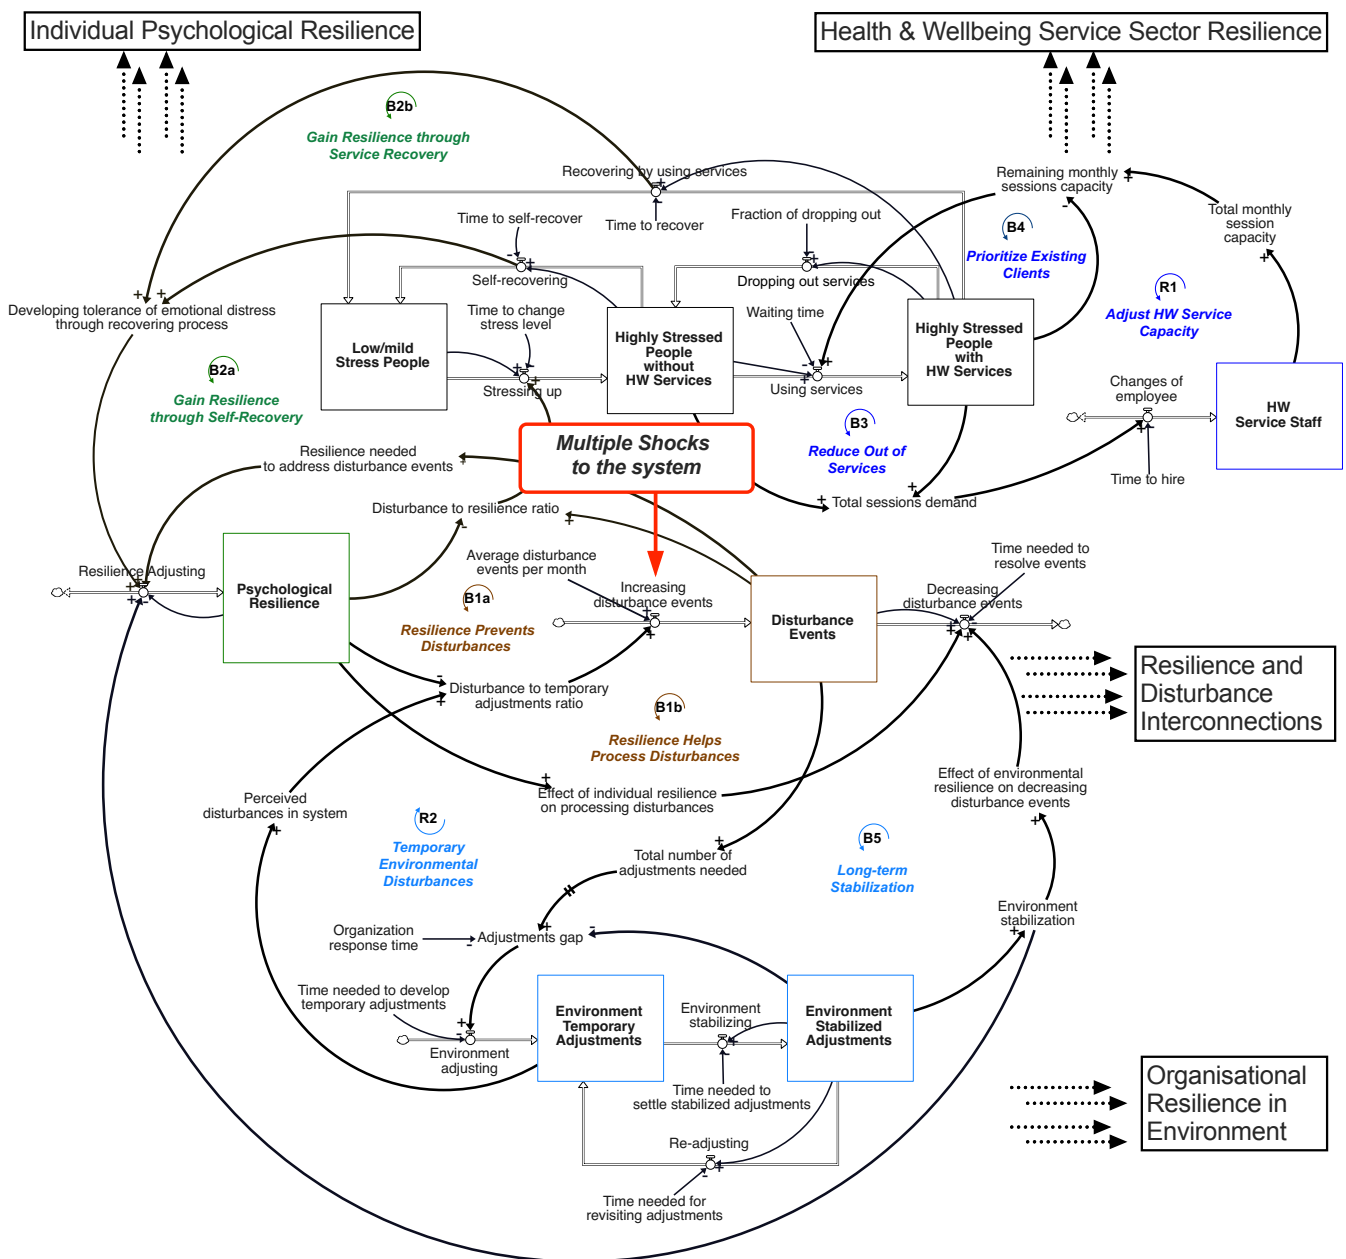 Individual Psychological Resilience
Health & Wellbeing Service Sector Resilience
B2b
Gain Resilience through
Service Recovery
Recovering by using services
Time to recover
Time to self-recover
Self-recovering
Fraction of dropping out
Dropping out services
Remaining monthly
sessions capacity
Total monthly
session
capacity
B4
Prioritize Existing
Clients
R1
Adjust HW Service
Capacity
Developing tolerance of emotional distress
through recovering process
Low/mild
Stress People
Time to change
stress level
Stressing up
Highly Stressed
People
without
HW Services
Waiting time
Using services
Highly Stressed
People
with
HW Services
Changes of
employee
Time to hire
HW
Service Staff
B2a
Gain Resilience
through Self-Recovery
B3
Reduce Out of
Services
Multiple Shocks
to the system
Resilience needed
to address disturbance events
Disturbance to resilience ratio
Total sessions demand
Resilience Adjusting
Psychological
Resilience
Average disturbance
events per month
Increasing
disturbance events
Disturbance
Events
Decreasing
disturbance events
Time needed to
resolve events
B1a
Resilience Prevents
Disturbances
Disturbance to temporary
adjustments ratio
B1b
Resilience Helps
Process Disturbances
Resilience and
Disturbance
Interconnections
Perceived
disturbances in system
Effect of individual resilience
on processing disturbances
Effect of environmental
resilience on decreasing
disturbance events
R2
Temporary
Environmental
Disturbances
Total number of
adjustments needed
B5
Long-term
Stabilization
Environment
stabilization
Organization
response time
Adjustments gap
Time needed to develop
temporary adjustments
Environment
adjusting
Environment
Temporary
Adjustments
Environment
stabilizing
Time needed to
settle stabilized adjustments
Environment
Stabilized
Adjustments
Re-adjusting
Time needed for
revisiting adjustments
Organisational
Resilience in
Environment